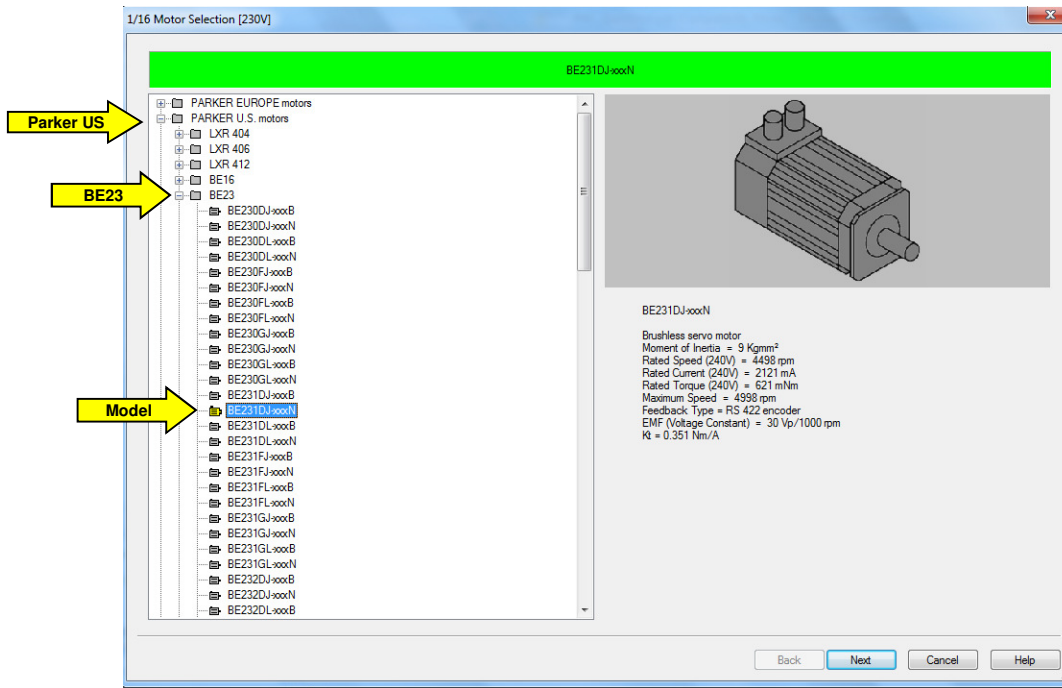 1/16 Motor Selection [230V]
BE231DJ-xxxN
PARKER EUROPE motors
Parker US
PARKER U.S. motors
LXR 404
LXR 406
LXR 412
BE16
BE23
BE23
BE230DJ-xxxB
BE230DJ-xxxN
BE230DL-xxxB
BE230DL-xxxN
BE230FJ-xxxB
BE230FJ-xxxN
BE230FL-xxxB
BE230FL-xxxN
BE230GJ-xxxB
BE230GJ-xxxN
BE230GL-xxxB
BE230GL-xxxN
BE231DJ-xxxB
Model
BE231DJ-xxxN
BE231DL-xxxB
BE231DL-xxxN
BE231FJ-xxxB
BE231FJ-xxxN
BE231FL-xxxB
BE231FL-xxxN
BE231GJ-xxxB
BE231GJ-xxxN
BE231GL-xxxB
BE231GL-xxxN
BE232DJ-xxxB
BE232DJ-xxxN
BE232DL-xxxB
BE231DJ-xxxN
Brushless servo motor
Moment of Inertia = 9 Kgmm²
Rated Speed (240V) = 4498 rpm
Rated Current (240V) = 2121 mA
Rated Torque (240V) = 621 mNm
Maximum Speed = 4998 rpm
Feedback Type = RS 422 encoder
EMF (Voltage Constant) = 30 Vp/1000 rpm
Kt = 0.351 Nm/A
Back Next Cancel Help